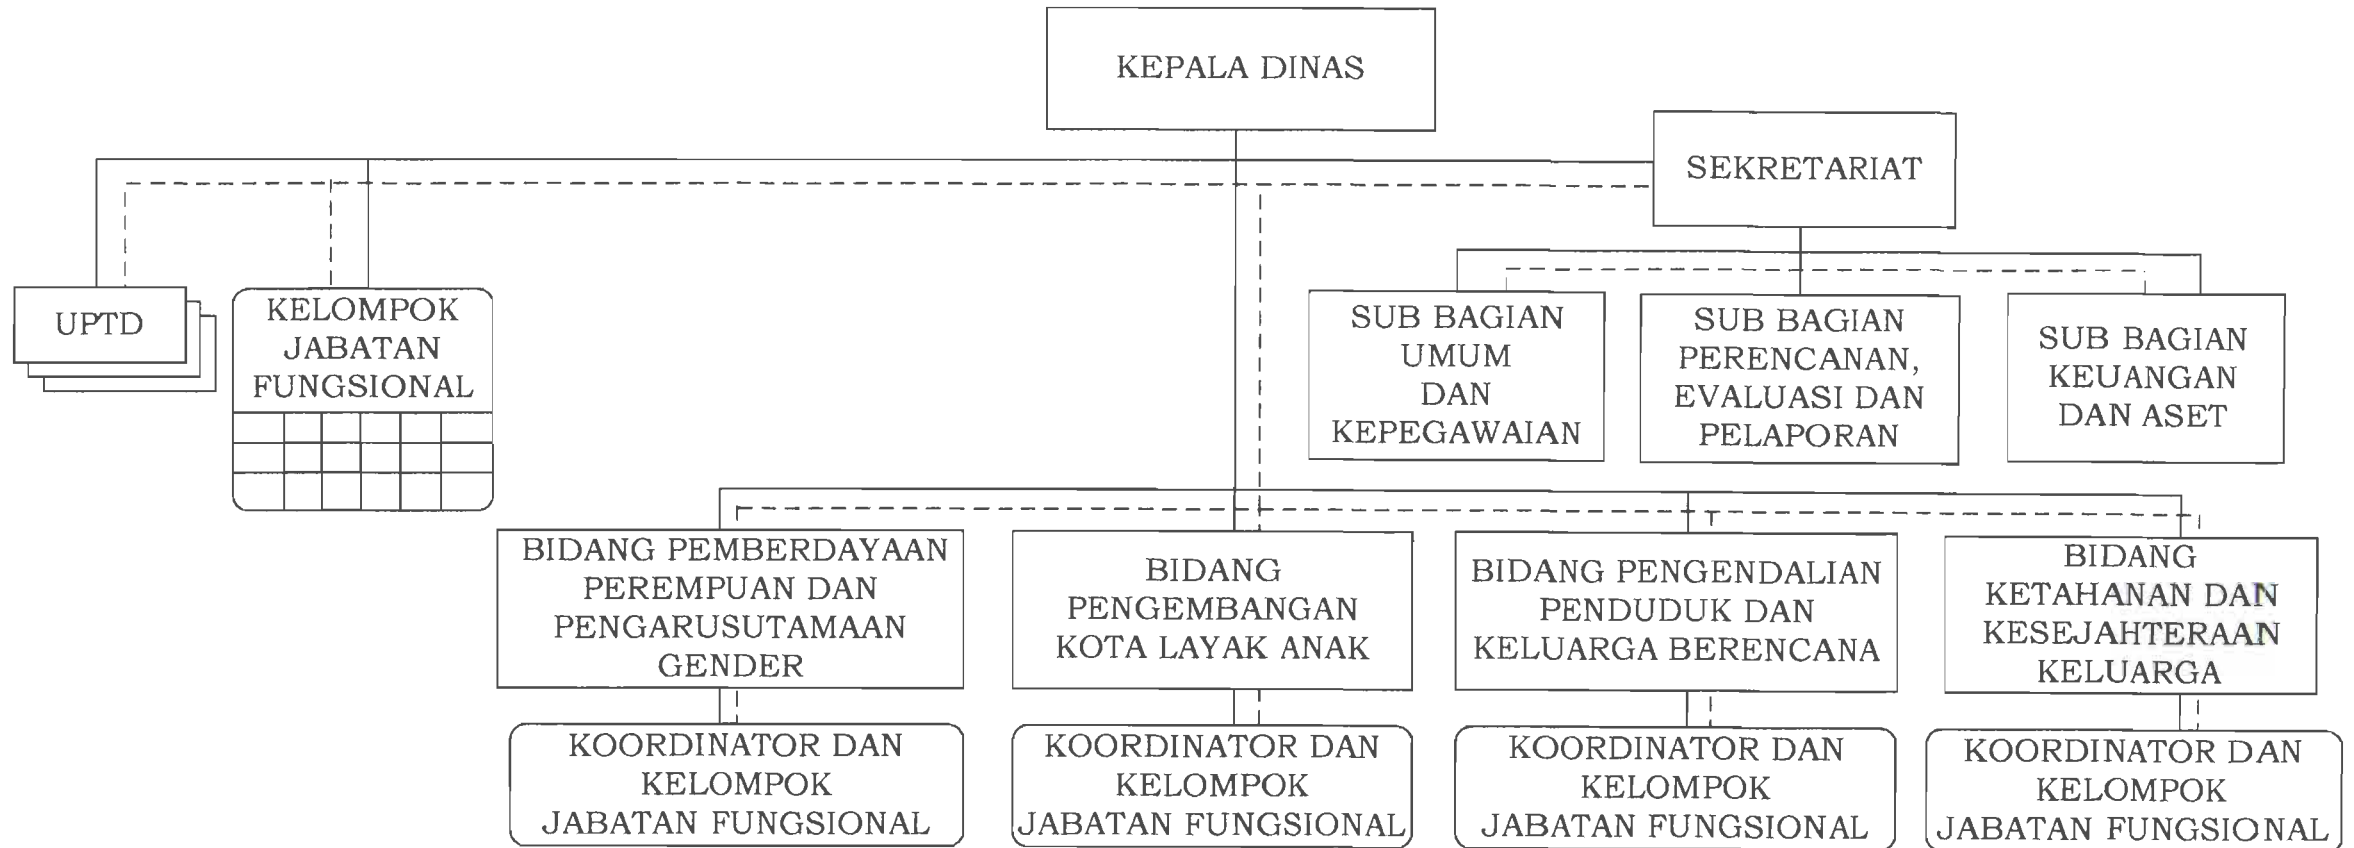 KEPALA DINAS
SEKRETARIAT
UPTD
KELOMPOK
JABATAN
FUNGSIONAL
SUB BAGIAN
UMUM
DAN
KEPEGAWAIAN
SUB BAGIAN
PERENCANAN,
EVALUASI DAN
PELAPORAN
SUB BAGIAN
KEUANGAN
DAN ASET
BIDANG PEMBERDAYAAN
PEREMPUAN DAN
PENGARUSUTAMAAN
GENDER
BIDANG
PENGEMBANGAN
KOTA LAYAK ANAK
BIDANG PENGENDALIAN
PENDUDUK DAN
KELUARGA BERENCANA
BIDANG
KETAHANAN DAN
KESEJAHTERAAN
KELUARGA
KOORDINATOR DAN
KELOMPOK
JABATAN FUNGSIONAL
KOORDINATOR DAN
KELOMPOK
JABATAN FUNGSIONAL
KOORDINATOR DAN
KELOMPOK
JABATAN FUNGSIONAL
KOORDINATOR DAN
KELOMPOK
JABATAN FUNGSIONAL